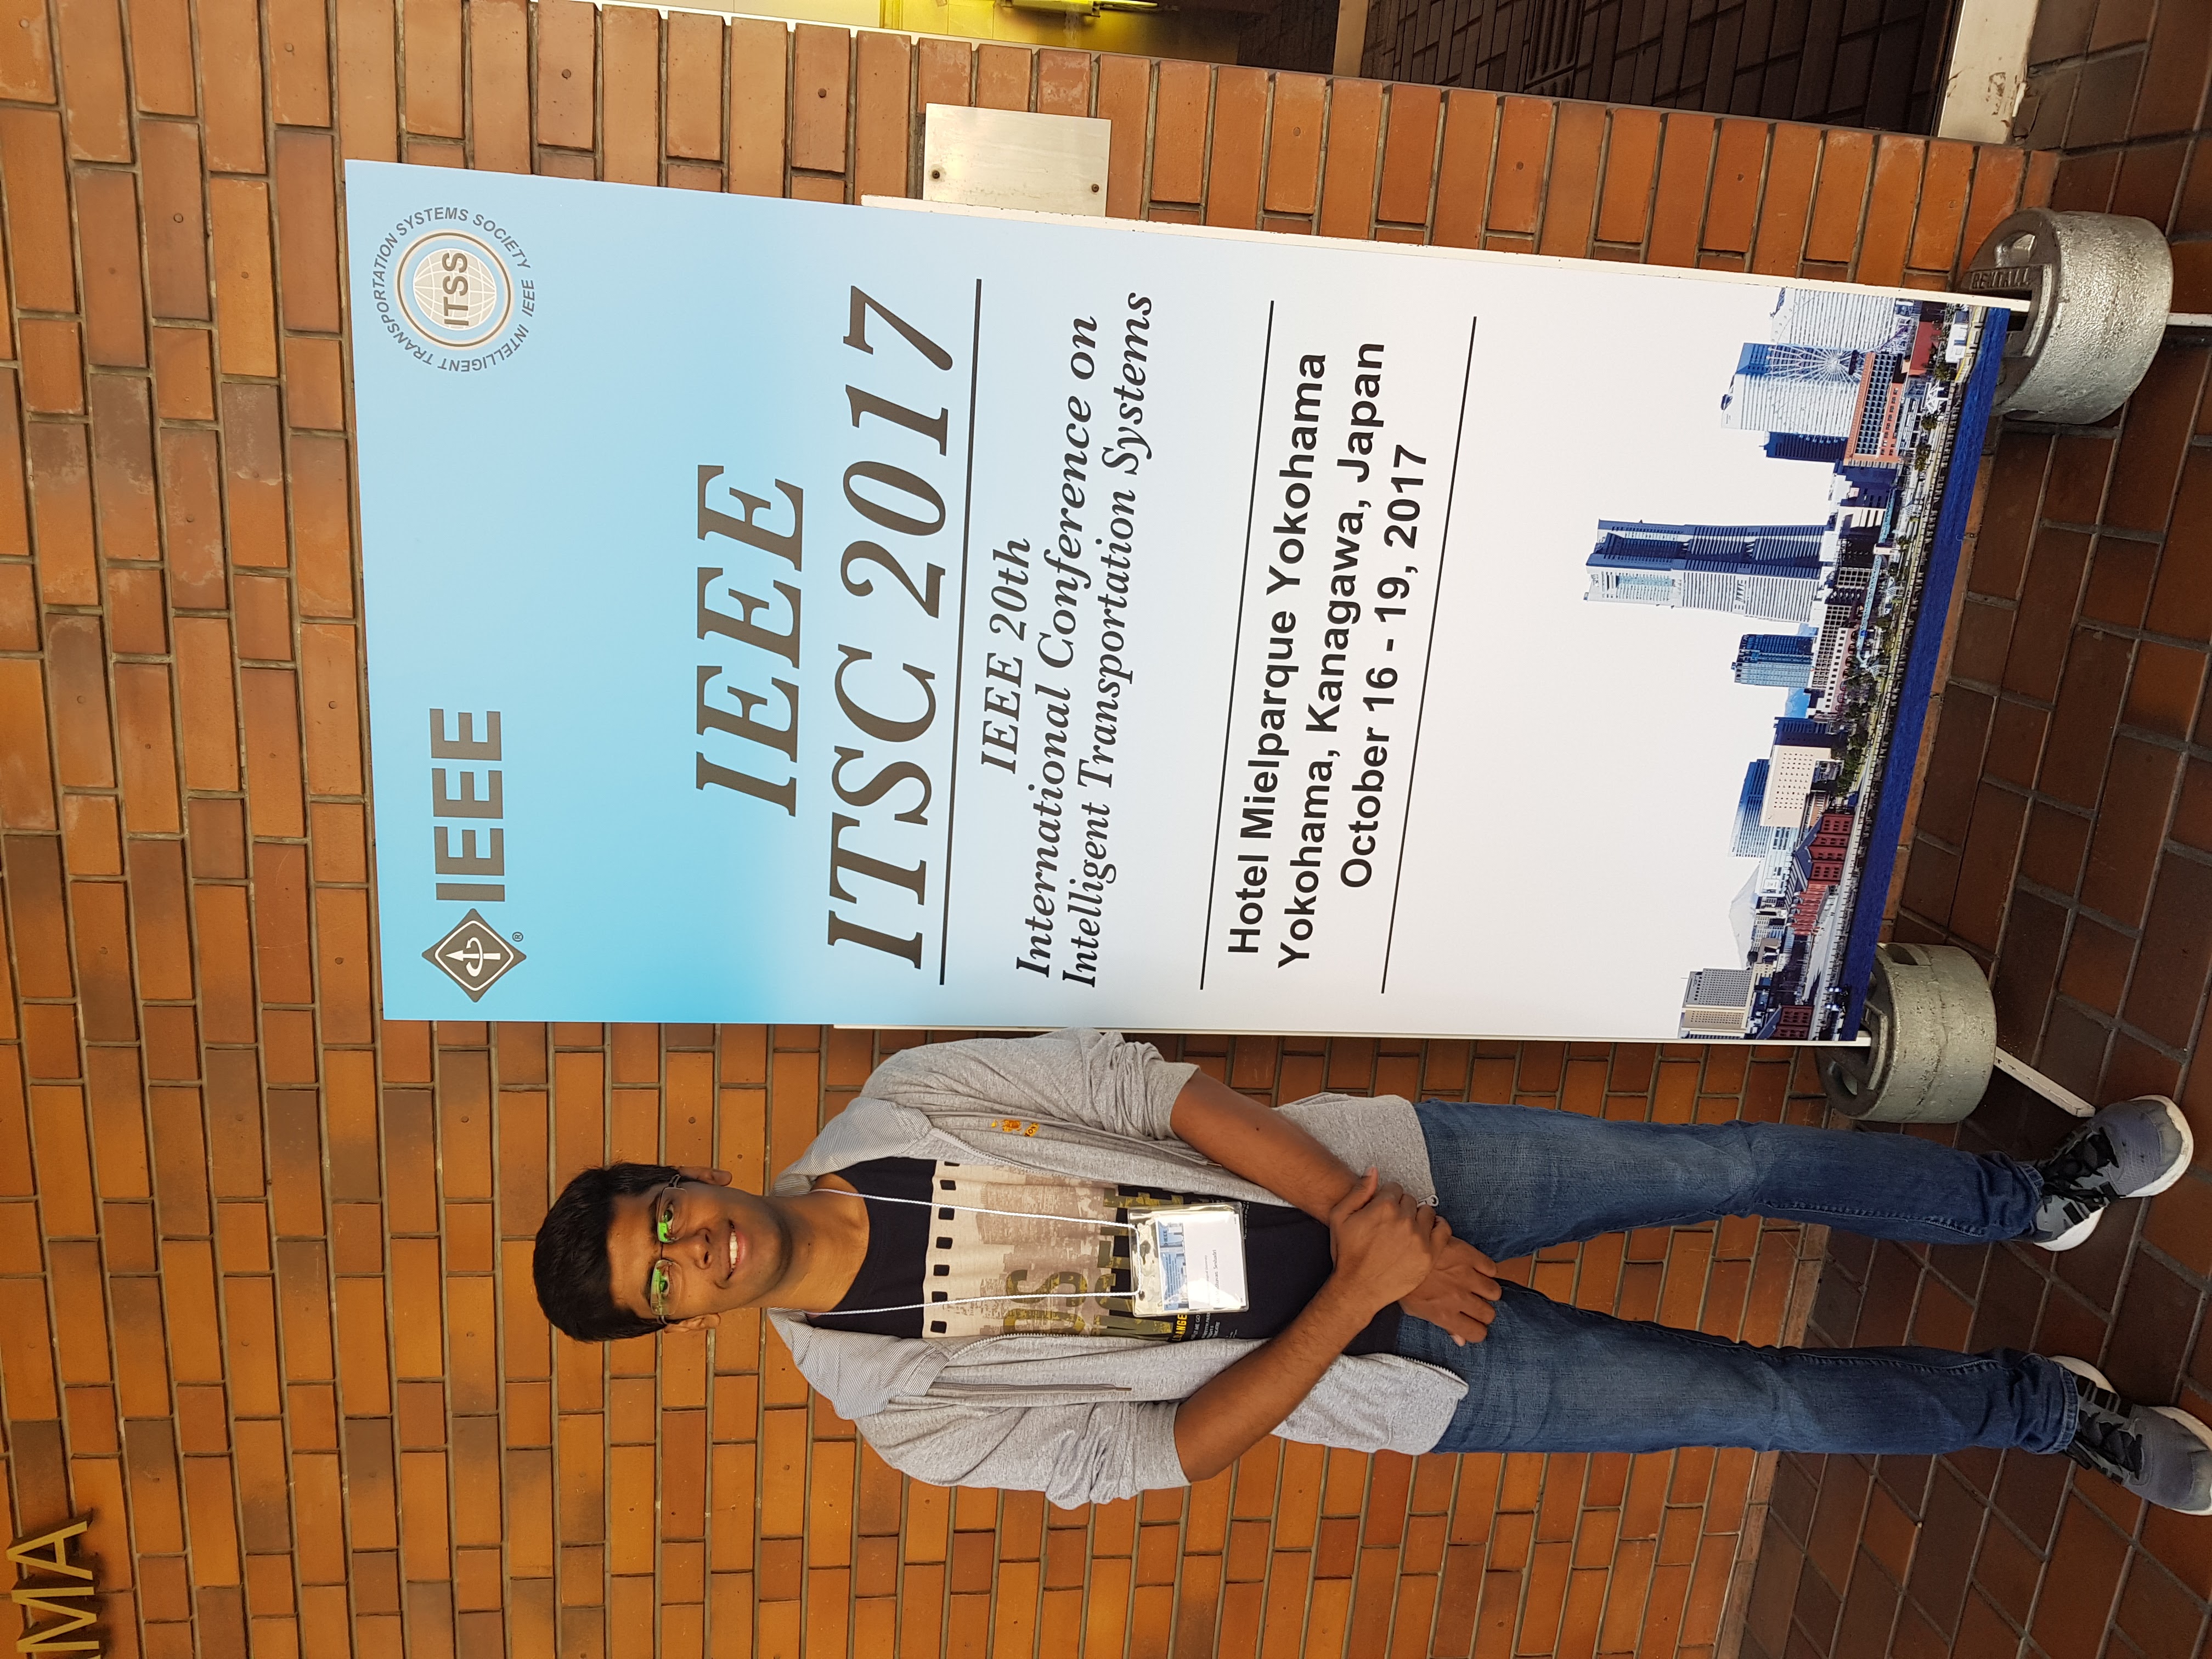 MA
IEEE
INTELLIGENT TRANSPORTATION SYSTEMS SOCIETY
ITSS
IEEE
IEEE
ITSC 2017
IEEE 20th
International Conference on
Intelligent Transportation Systems
Hotel Mielparque Yokohama
Yokohama, Kanagawa, Japan
October 16 - 19, 2017